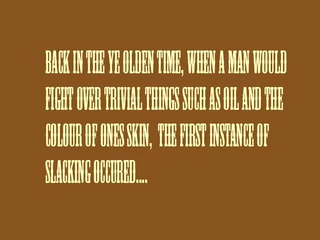 BACK IN THE YE OLDEN TIME, WHEN A MAN WOULD
FIGHT OVER TRIVIAL THINGS SUCH AS OIL AND THE
COLOUR OF ONES SKIN, THE FIRST INSTANCE OF
SLACKING OCCURED....